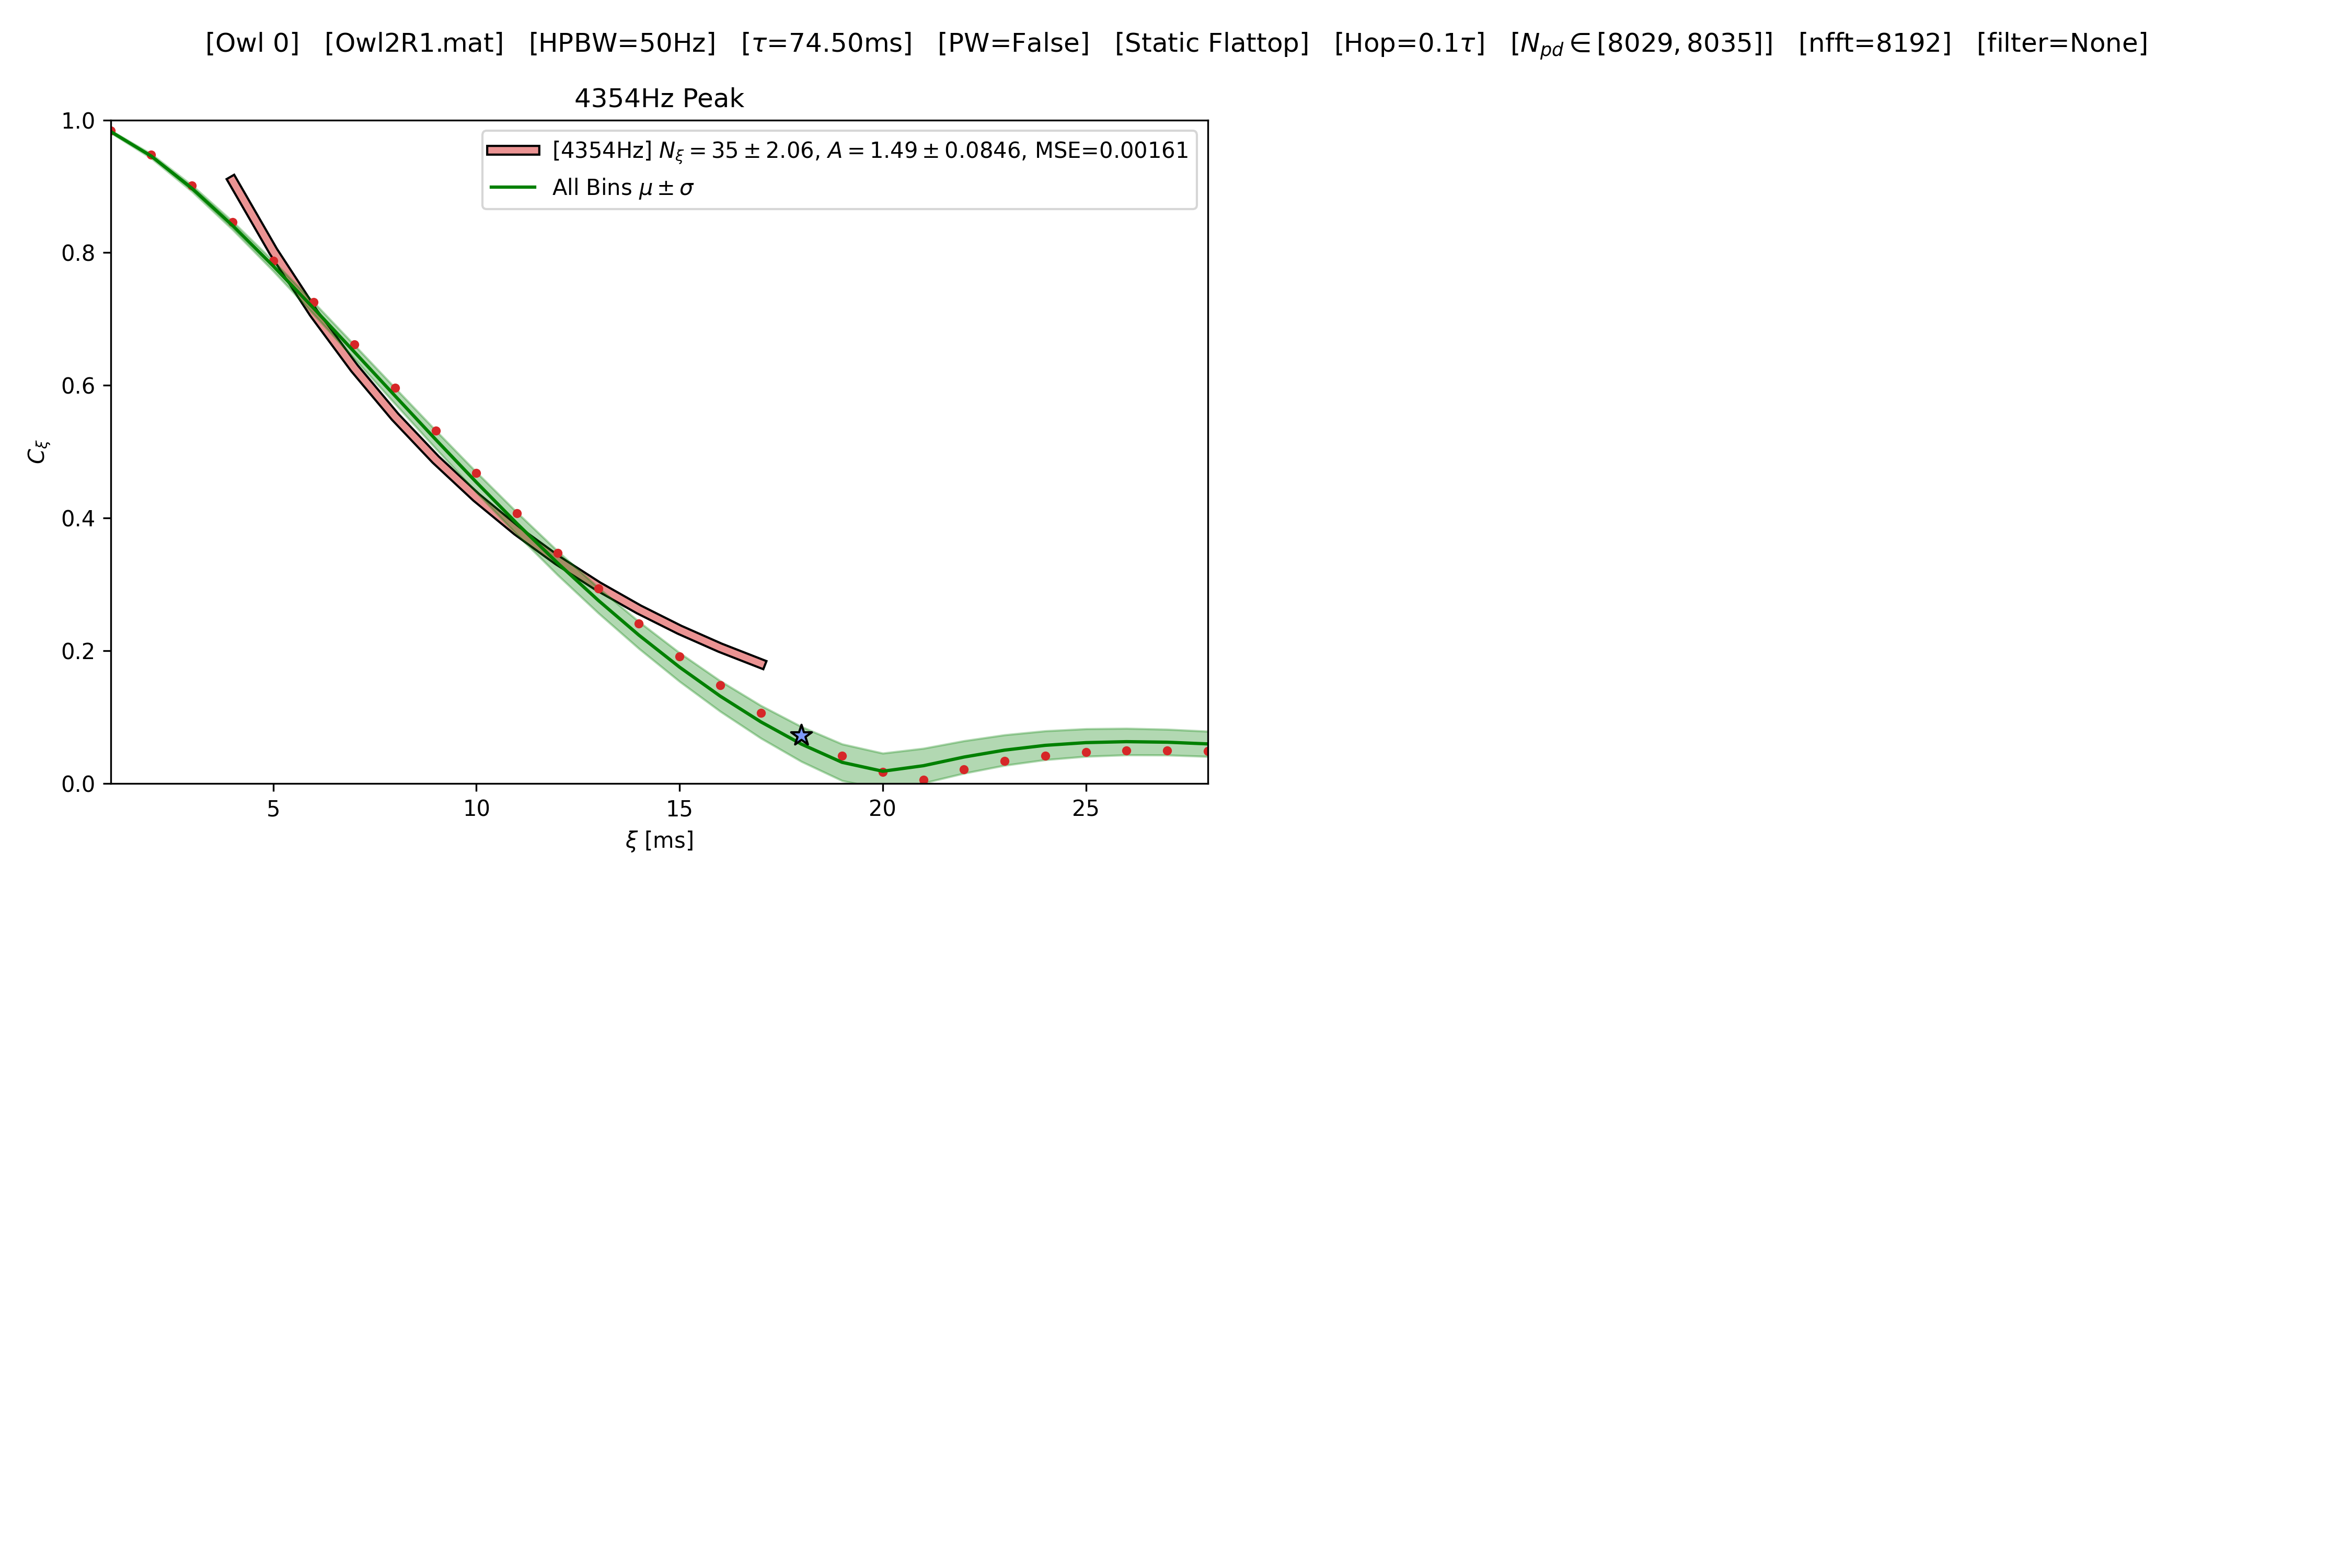 [Owl 0] [Owl2R1.mat] [HPBW=50Hz] [τ=74.50ms] [PW=False] [Static Flattop] [Hop=0.1τ] [N_pd ∈ [8029, 8035]] [nfft=8192] [filter=None]
4354Hz Peak
[4354Hz] N_ξ = 35 ± 2.06, A = 1.49 ± 0.0846, MSE=0.00161
All Bins μ ± σ
1.0
0.8
0.6
0.4
0.2
0.0
C_ξ
5 10 15 20 25
ξ [ms]